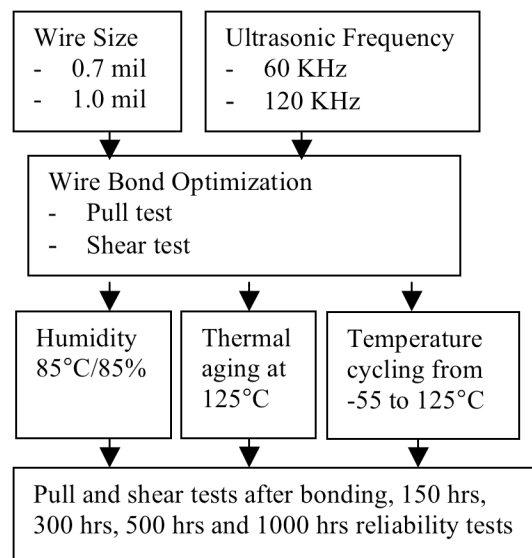 Wire Size
- 0.7 mil
- 1.0 mil
Ultrasonic Frequency
- 60 KHz
- 120 KHz
Wire Bond Optimization
- Pull test
- Shear test
Humidity
85°C/85%
Thermal
aging at
125°C
Temperature
cycling from
-55 to 125°C
Pull and shear tests after bonding, 150 hrs,
300 hrs, 500 hrs and 1000 hrs reliability tests